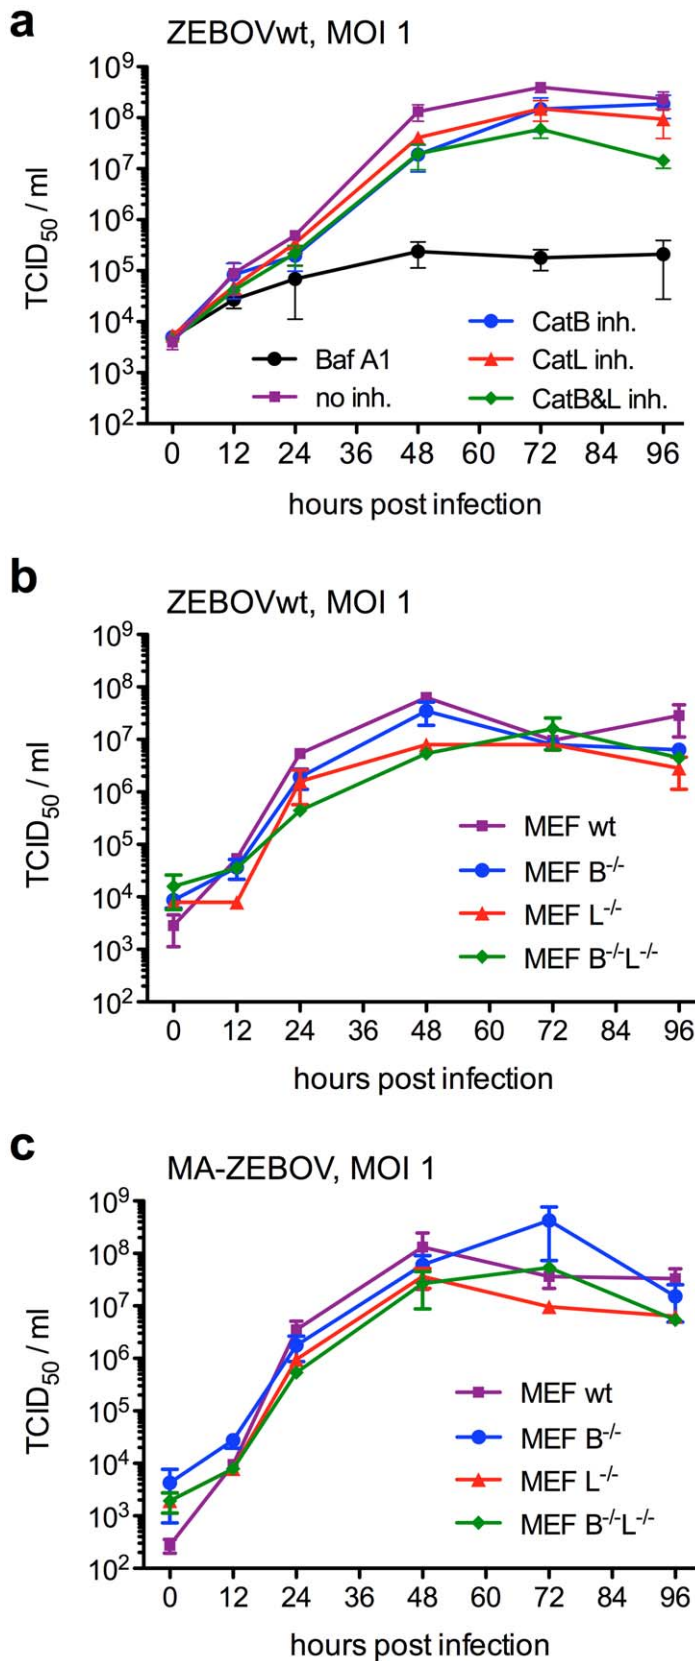 a
ZEBOVwt, MOI 1
10⁹
10⁸
10⁷
10⁶
10⁵
10⁴
10³
10²
TCID₅₀ / ml
Baf A1
no inh.
CatB inh.
CatL inh.
CatB&L inh.
0 12 24 36 48 60 72 84 96
hours post infection
b
ZEBOVwt, MOI 1
10⁹
10⁸
10⁷
10⁶
10⁵
10⁴
10³
10²
TCID₅₀ / ml
MEF wt
MEF B⁻/⁻
MEF L⁻/⁻
MEF B⁻/⁻L⁻/⁻
0 12 24 36 48 60 72 84 96
hours post infection
c
MA-ZEBOV, MOI 1
10⁹
10⁸
10⁷
10⁶
10⁵
10⁴
10³
10²
TCID₅₀ / ml
MEF wt
MEF B⁻/⁻
MEF L⁻/⁻
MEF B⁻/⁻L⁻/⁻
0 12 24 36 48 60 72 84 96
hours post infection